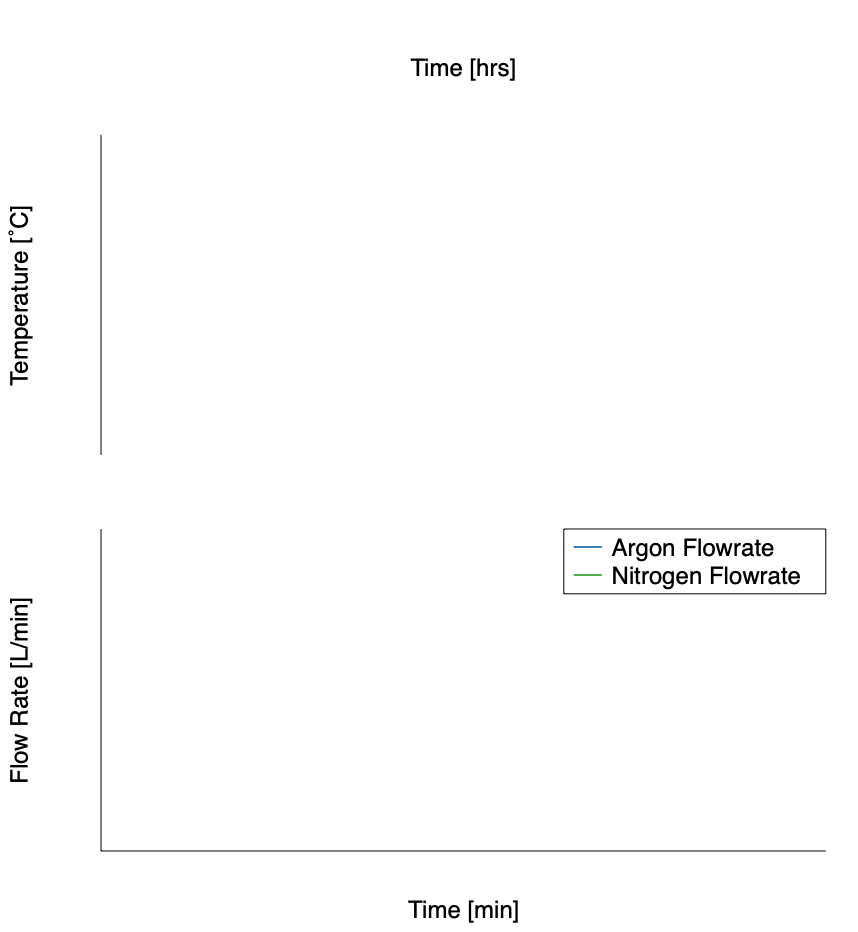 Time [hrs]
Temperature [˚C]
Argon Flowrate
Nitrogen Flowrate
Flow Rate [L/min]
Time [min]